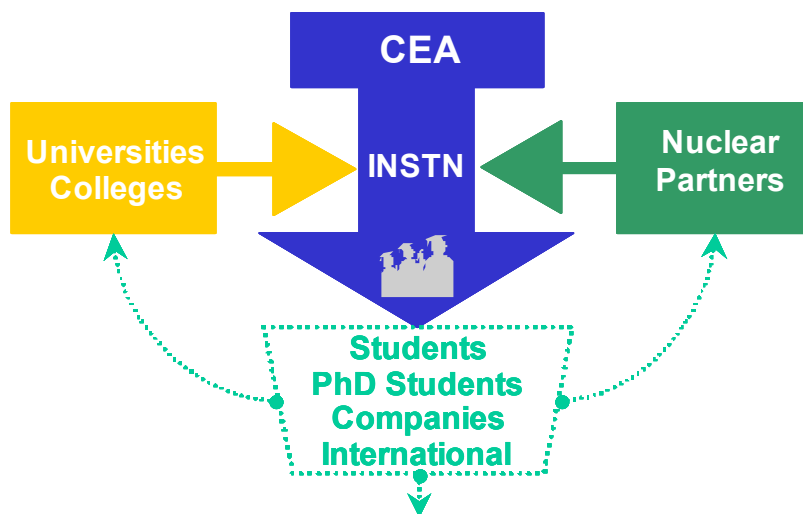 CEA
Universities
Colleges
INSTN
Nuclear
Partners
Students
PhD Students
Companies
International